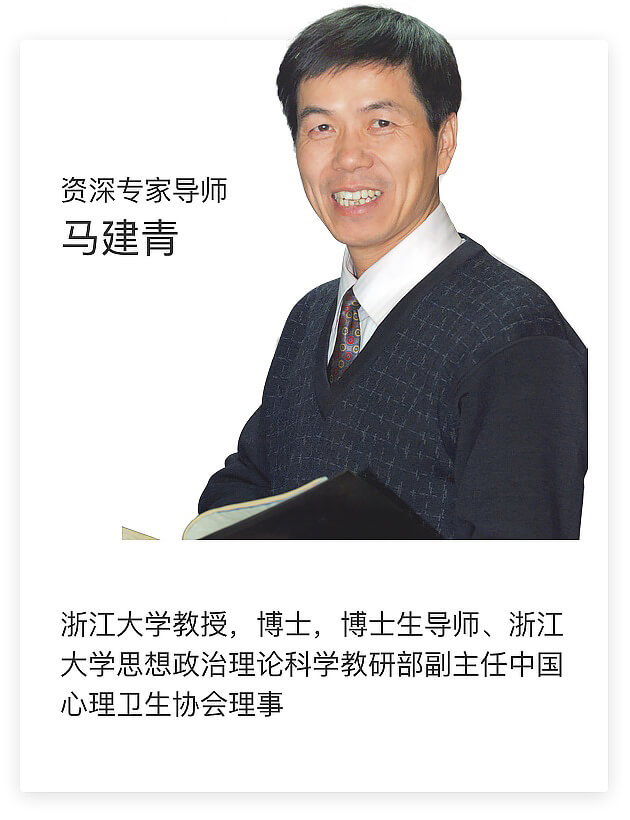 资深专家导师
马建青
浙江大学教授，博士，博士生导师、浙江
大学思想政治理论科学教研部副主任中国
心理卫生协会理事